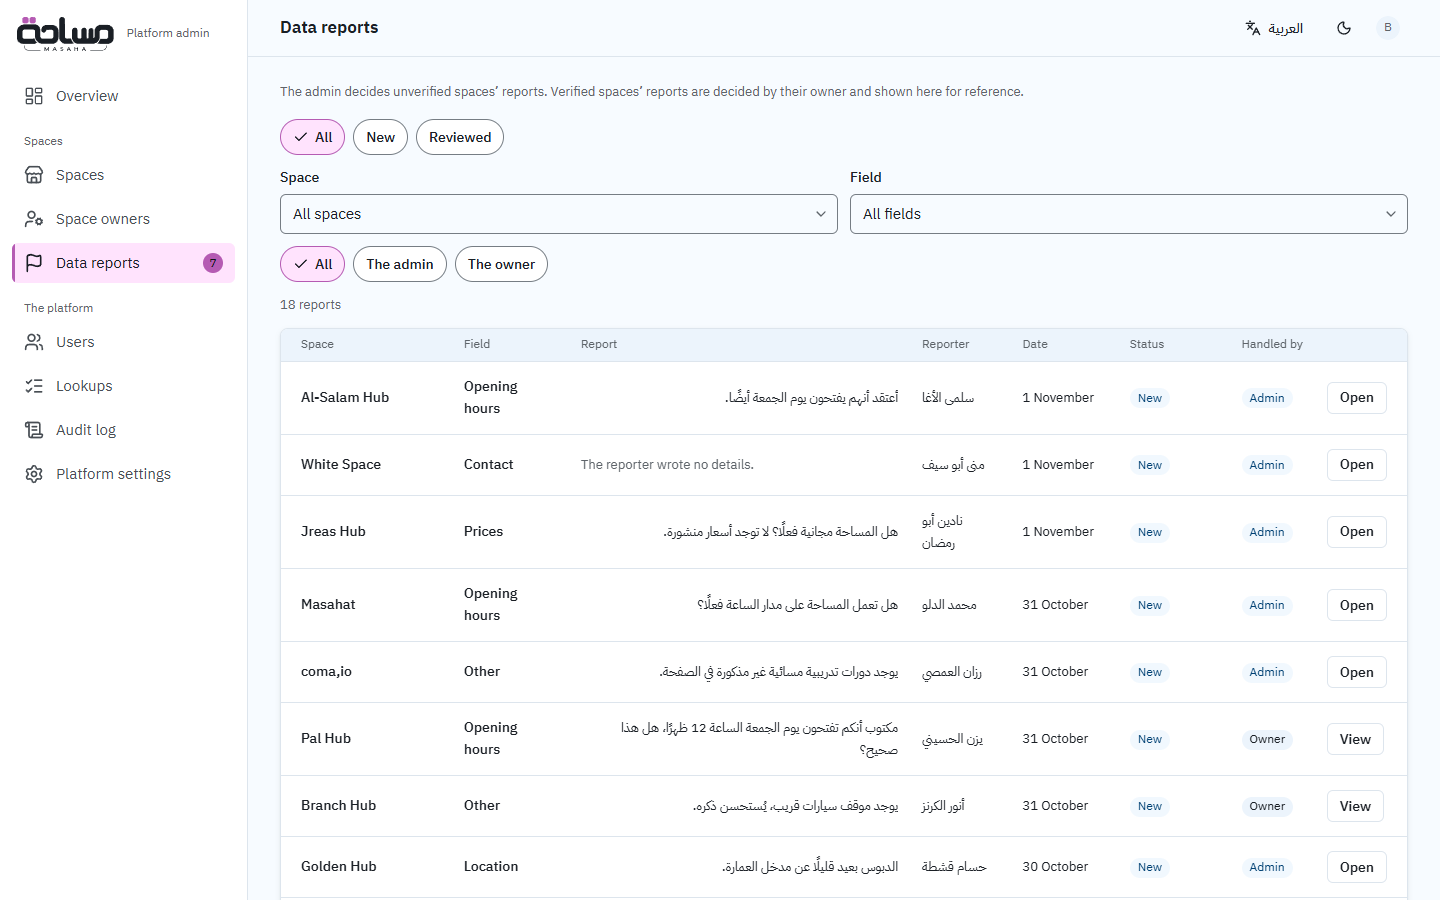 مساحة
MASAHA
Platform admin
Overview
Spaces
Spaces
Space owners
Data reports 7
The platform
Users
Lookups
Audit log
Platform settings
Data reports
العربية
B
The admin decides unverified spaces’ reports. Verified spaces’ reports are decided by their owner and shown here for reference.
All New Reviewed
Space Field
All spaces All fields
All The admin The owner
18 reports
Space Field Report Reporter Date Status Handled by
Al-Salam Hub
Opening
hours
أعتقد أنهم يفتحون يوم الجمعة أيضًا.
سلمى الأغا
1 November New Admin Open
White Space Contact The reporter wrote no details.
منى أبو سيف
1 November New Admin Open
Jreas Hub Prices
هل المساحة مجانية فعلًا؟ لا توجد أسعار منشورة.
نادين أبو
رمضان
1 November New Admin Open
Masahat
Opening
hours
هل تعمل المساحة على مدار الساعة فعلًا؟
محمد الدلو
31 October New Admin Open
coma,io Other
يوجد دورات تدريبية مسائية غير مذكورة في الصفحة.
رزان العمصي
31 October New Admin Open
Pal Hub
Opening
hours
مكتوب أنكم تفتحون يوم الجمعة الساعة 12 ظهرًا، هل هذا
صحيح؟
يزن الحسيني
31 October New Owner View
Branch Hub Other
يوجد موقف سيارات قريب، يُستحسن ذكره.
أنور الكرنز
31 October New Owner View
Golden Hub Location
الدبوس بعيد قليلًا عن مدخل العمارة.
حسام قشطة
30 October New Admin Open